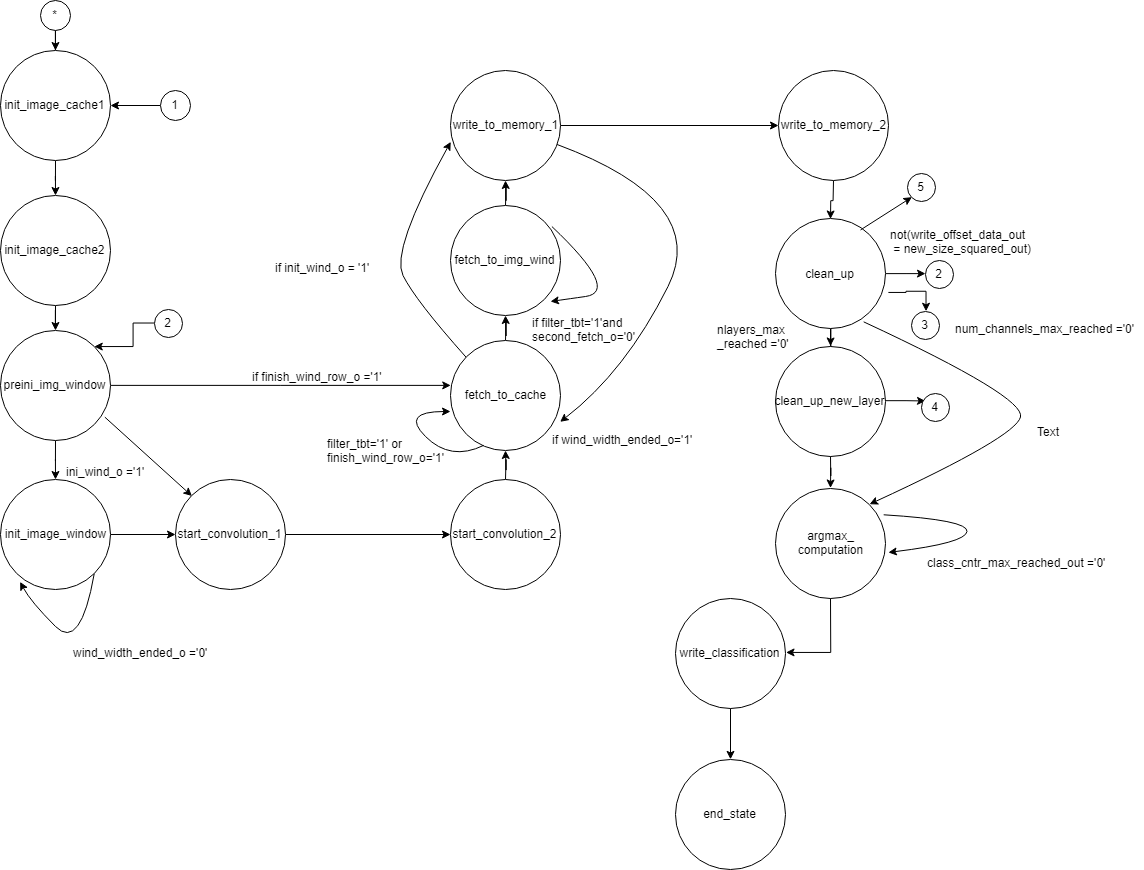 *
init_image_cache1
1
init_image_cache2
2
preini_img_window
if finish_wind_row_o ='1'
ini_wind_o ='1'
init_image_window
start_convolution_1
wind_width_ended_o ='0'
write_to_memory_1
if init_wind_o = '1'
fetch_to_img_wind
if filter_tbt='1'and
second_fetch_o='0'
fetch_to_cache
filter_tbt='1' or
finish_wind_row_o='1'
if wind_width_ended_o='1'
start_convolution_2
write_to_memory_2
5
not(write_offset_data_out
= new_size_squared_out)
clean_up
2
3
num_channels_max_reached ='0'
nlayers_max
_reached ='0'
clean_up_new_layer
4
Text
argmax_
computation
class_cntr_max_reached_out ='0'
write_classification
end_state